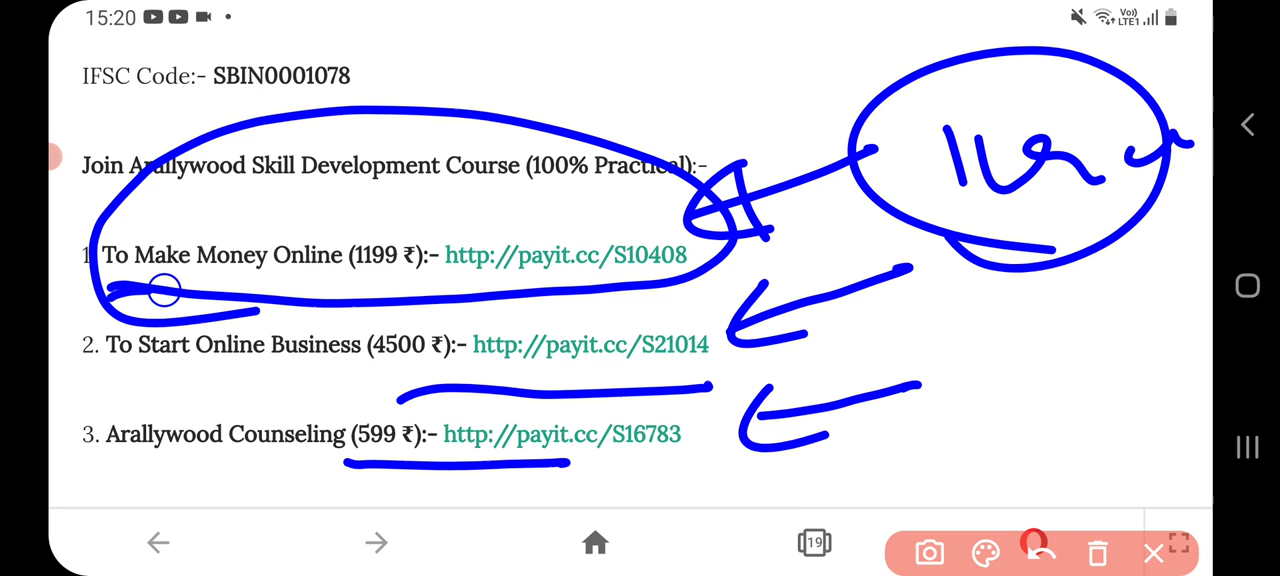 15:20
Vo)) LTE1
IFSC Code:- SBIN0001078
Join Arallywood Skill Development Course (100% Practical):-
1. To Make Money Online (1199 ₹):- http://payit.cc/S10408
2. To Start Online Business (4500 ₹):- http://payit.cc/S21014
3. Arallywood Counseling (599 ₹):- http://payit.cc/S16783
19